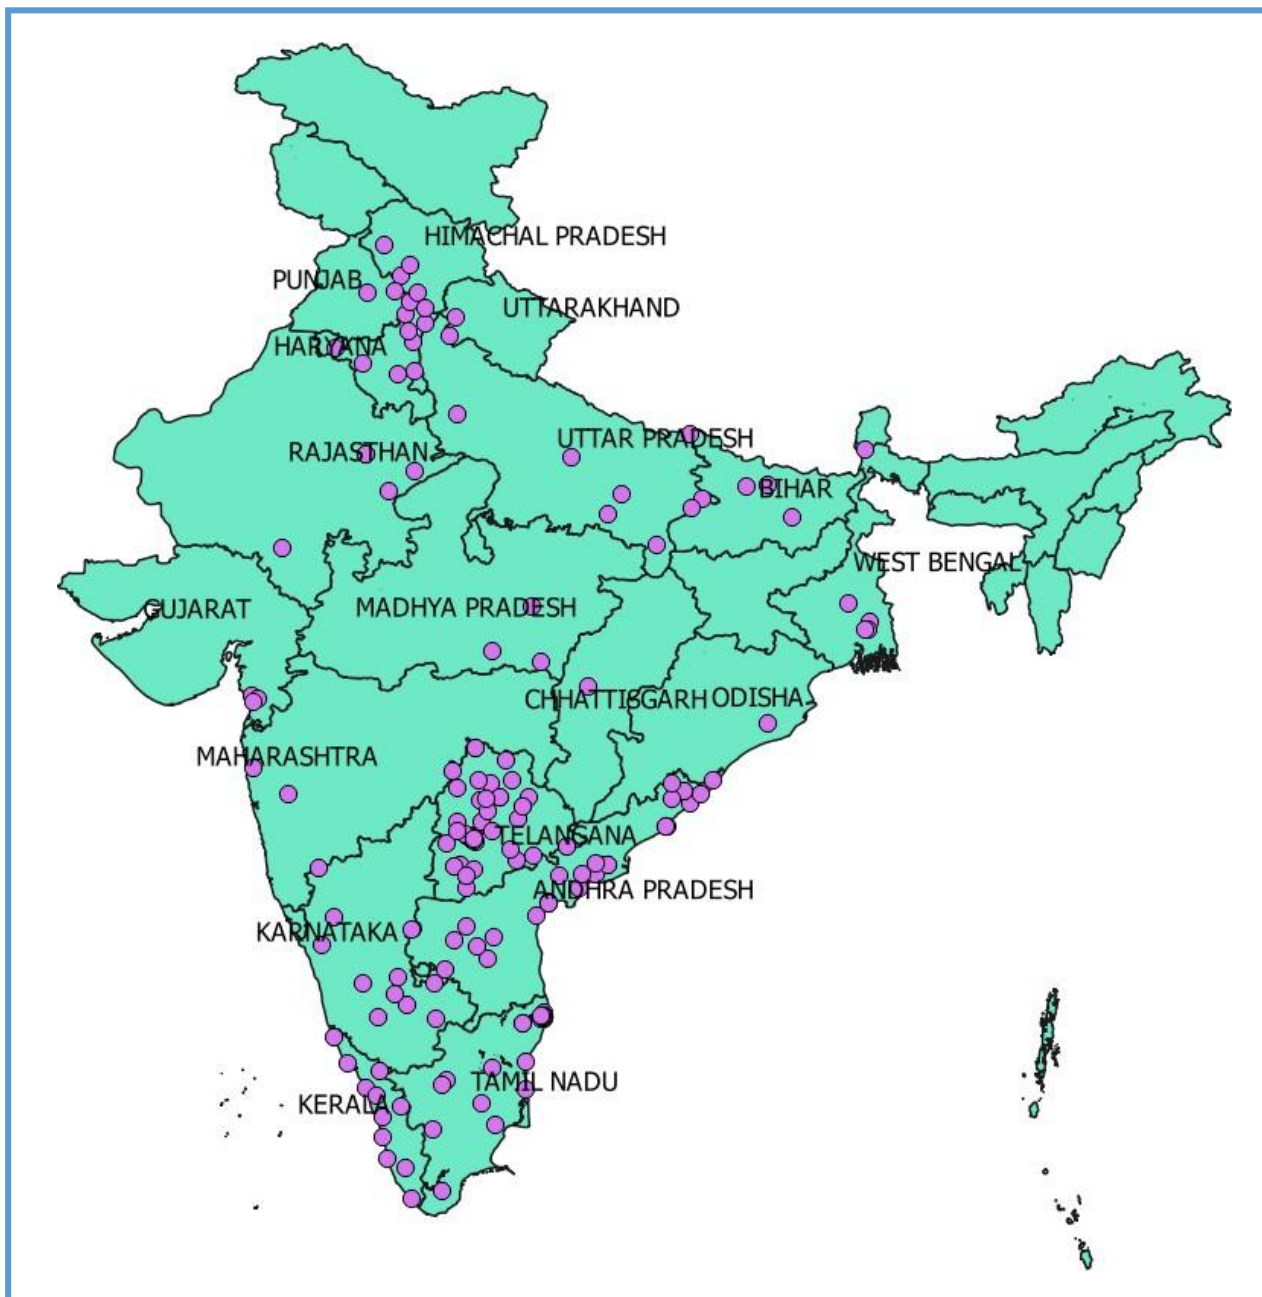 HIMACHAL PRADESH
PUNJAB
UTTARAKHAND
HARYANA
UTTAR PRADESH
RAJASTHAN
BIHAR
WEST BENGAL
GUJARAT
MADHYA PRADESH
CHHATTISGARH
ODISHA
MAHARASHTRA
TELANGANA
ANDHRA PRADESH
KARNATAKA
TAMIL NADU
KERALA